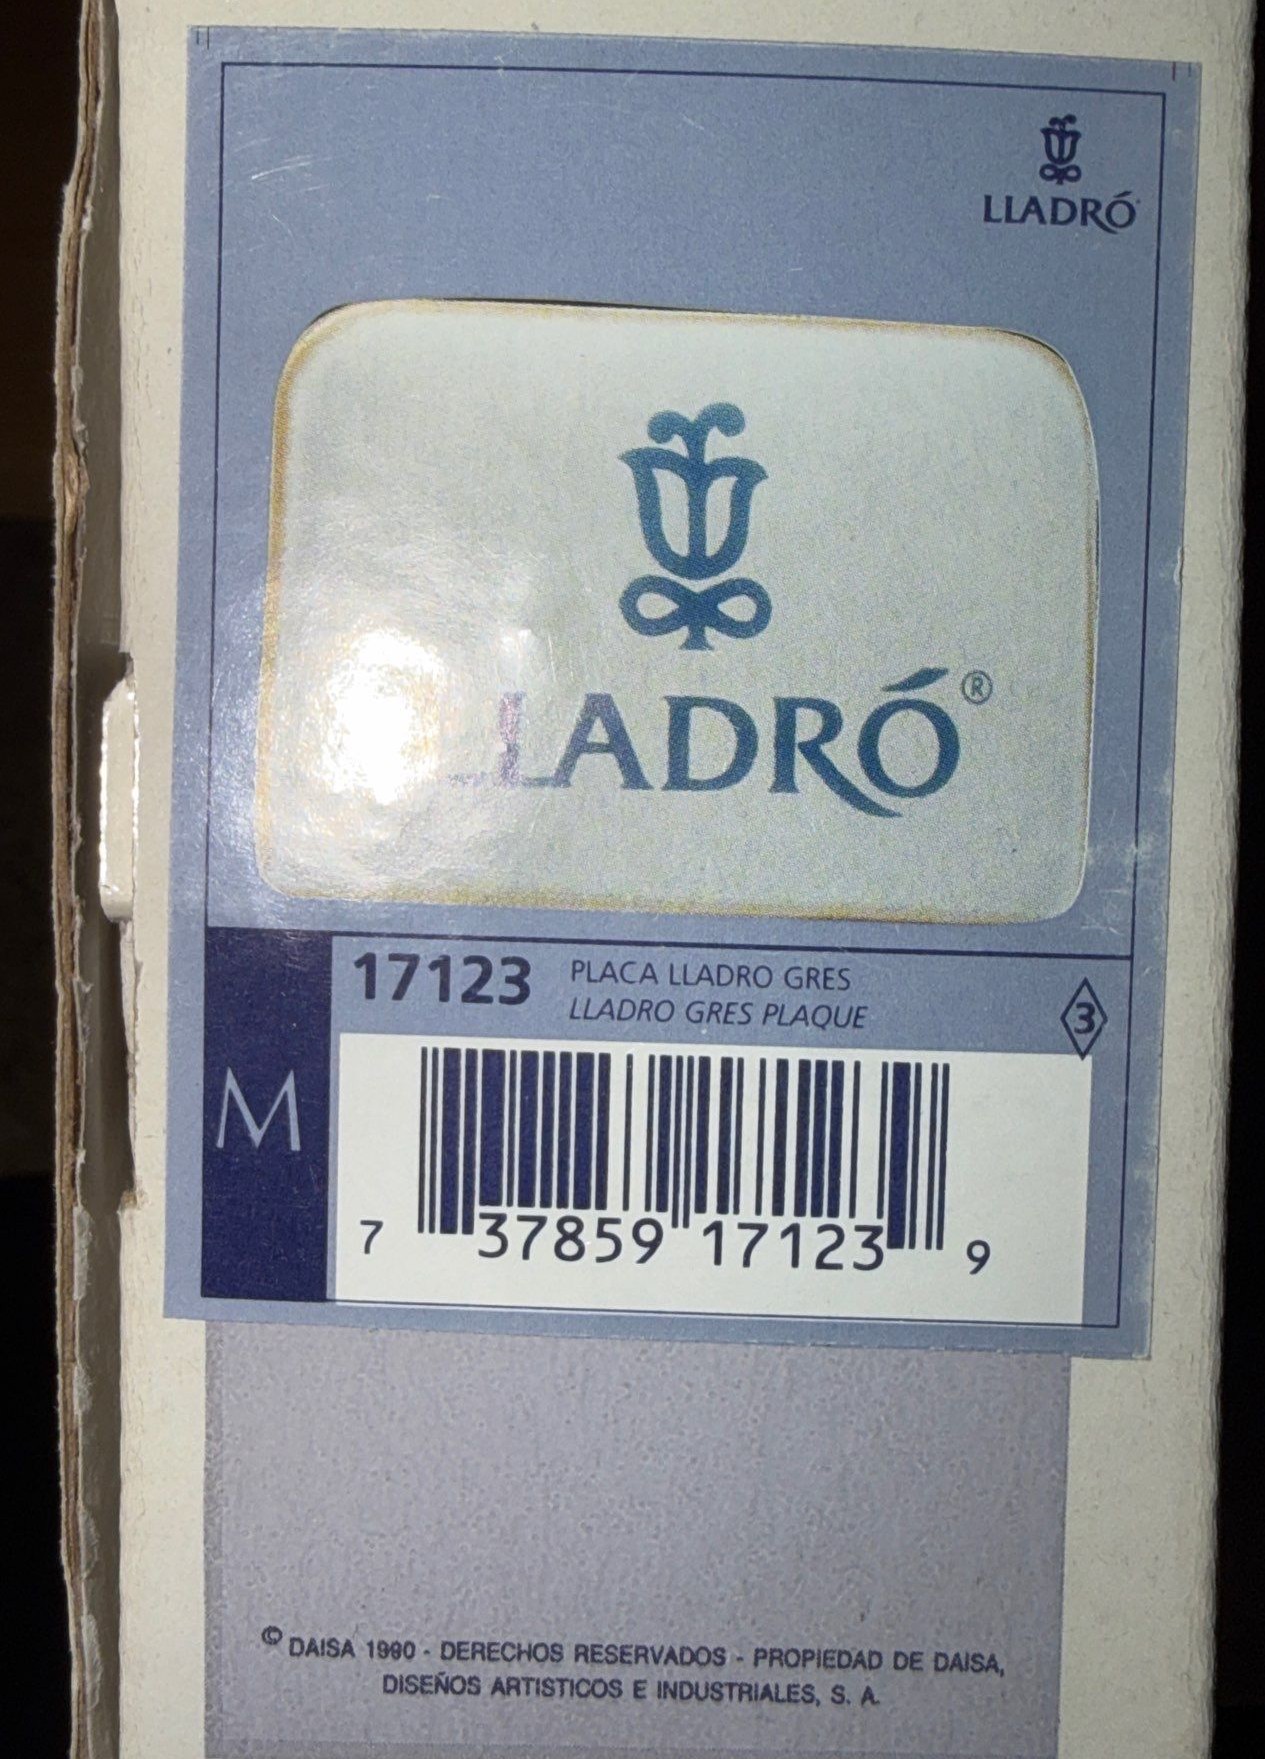 LLADRÓ
LLADRÓ®
17123
PLACA LLADRO GRES
LLADRO GRES PLAQUE
3
M
7 37859 17123 9
© DAISA 1990 - DERECHOS RESERVADOS - PROPIEDAD DE DAISA,
DISEÑOS ARTISTICOS E INDUSTRIALES, S. A.